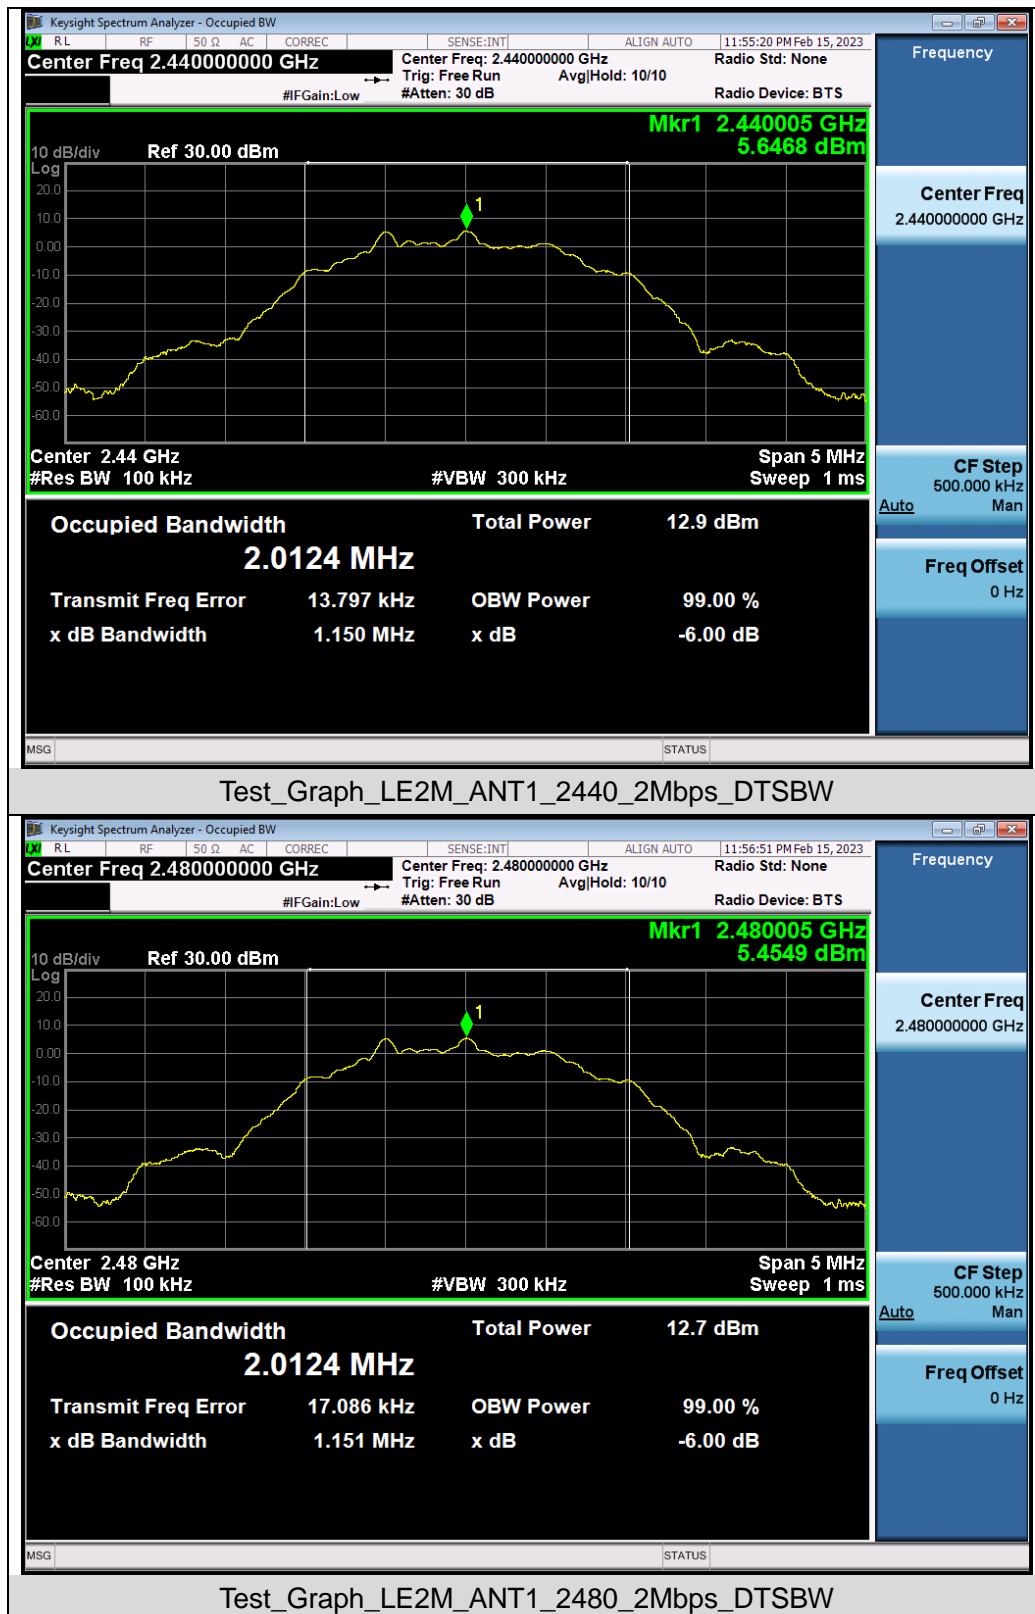 Keysight Spectrum Analyzer - Occupied BW
LXI RL RF 50 Ω AC CORREC SENSE:INT ALIGN AUTO 11:55:20 PM Feb 15, 2023
Center Freq 2.440000000 GHz
Center Freq: 2.440000000 GHz
Radio Std: None
Trig: Free Run Avg|Hold: 10/10
#IFGain:Low #Atten: 30 dB Radio Device: BTS
Frequency
Mkr1 2.440005 GHz
5.6468 dBm
10 dB/div Ref 30.00 dBm
Log
20.0
10.0
0.00
-10.0
-20.0
-30.0
-40.0
-50.0
-60.0
1
Center 2.44 GHz Span 5 MHz
#Res BW 100 kHz #VBW 300 kHz Sweep 1 ms
Center Freq
2.440000000 GHz
CF Step
500.000 kHz
Auto Man
Freq Offset
0 Hz
Occupied Bandwidth Total Power 12.9 dBm
2.0124 MHz
Transmit Freq Error 13.797 kHz OBW Power 99.00 %
x dB Bandwidth 1.150 MHz x dB -6.00 dB
MSG STATUS
Test_Graph_LE2M_ANT1_2440_2Mbps_DTSBW
Keysight Spectrum Analyzer - Occupied BW
LXI RL RF 50 Ω AC CORREC SENSE:INT ALIGN AUTO 11:56:51 PM Feb 15, 2023
Center Freq 2.480000000 GHz
Center Freq: 2.480000000 GHz
Radio Std: None
Trig: Free Run Avg|Hold: 10/10
#IFGain:Low #Atten: 30 dB Radio Device: BTS
Frequency
Mkr1 2.480005 GHz
5.4549 dBm
10 dB/div Ref 30.00 dBm
Log
20.0
10.0
0.00
-10.0
-20.0
-30.0
-40.0
-50.0
-60.0
1
Center 2.48 GHz Span 5 MHz
#Res BW 100 kHz #VBW 300 kHz Sweep 1 ms
Center Freq
2.480000000 GHz
CF Step
500.000 kHz
Auto Man
Freq Offset
0 Hz
Occupied Bandwidth Total Power 12.7 dBm
2.0124 MHz
Transmit Freq Error 17.086 kHz OBW Power 99.00 %
x dB Bandwidth 1.151 MHz x dB -6.00 dB
MSG STATUS
Test_Graph_LE2M_ANT1_2480_2Mbps_DTSBW